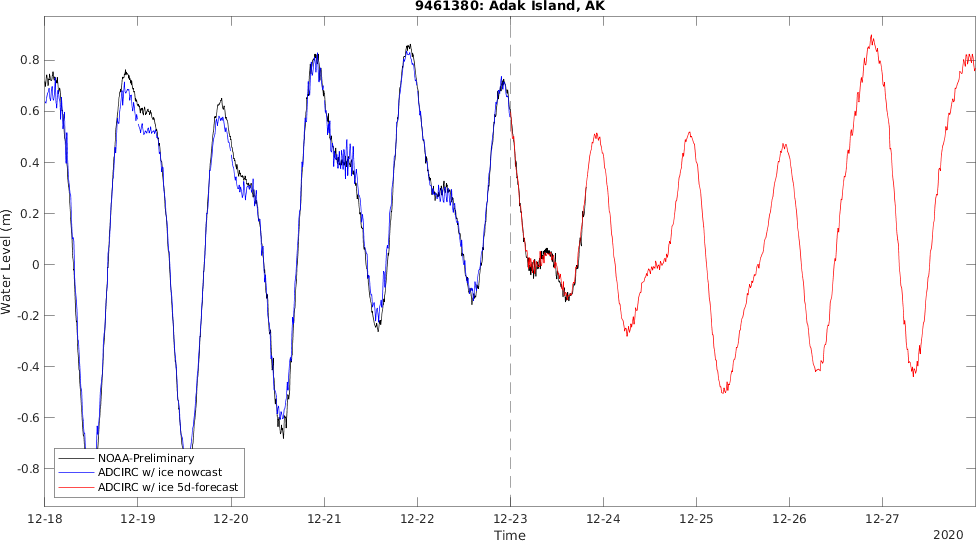 9461380: Adak Island, AK
Water Level (m)
0.8
0.6
0.4
0.2
0
-0.2
-0.4
-0.6
-0.8
NOAA-Preliminary
ADCIRC w/ ice nowcast
ADCIRC w/ ice 5d-forecast
12-18 12-19 12-20 12-21 12-22 12-23 12-24 12-25 12-26 12-27
Time
2020